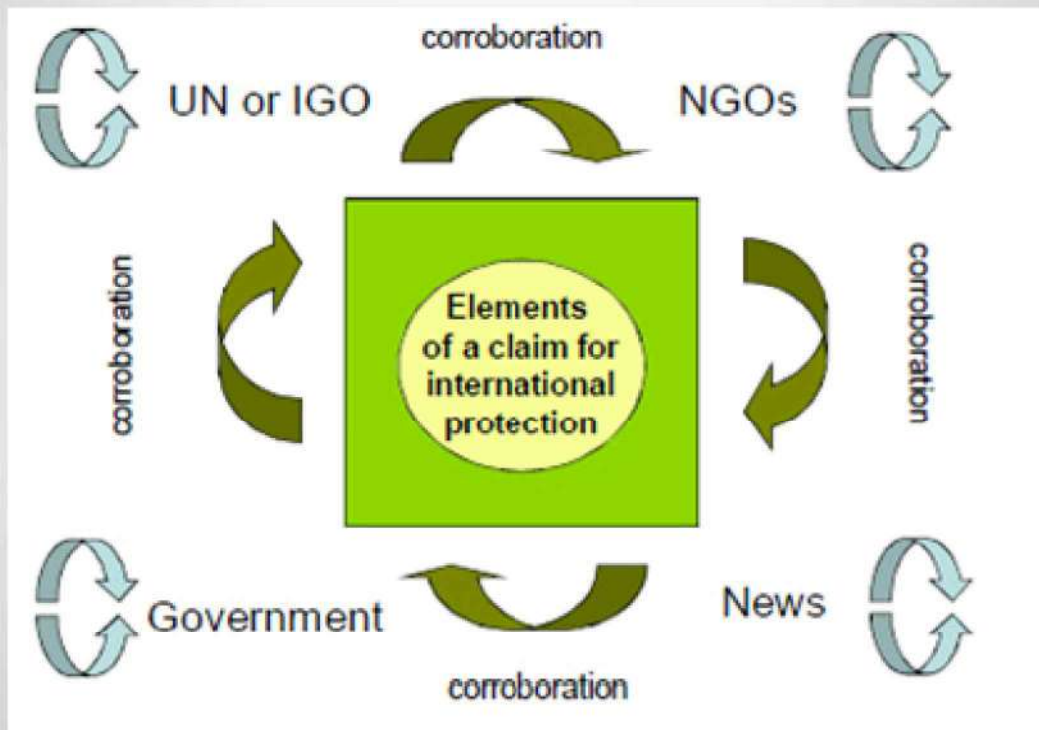 corroboration
UN or IGO
NGOs
corroboration
Elements
of a claim for
international
protection
corroboration
Government
News
corroboration